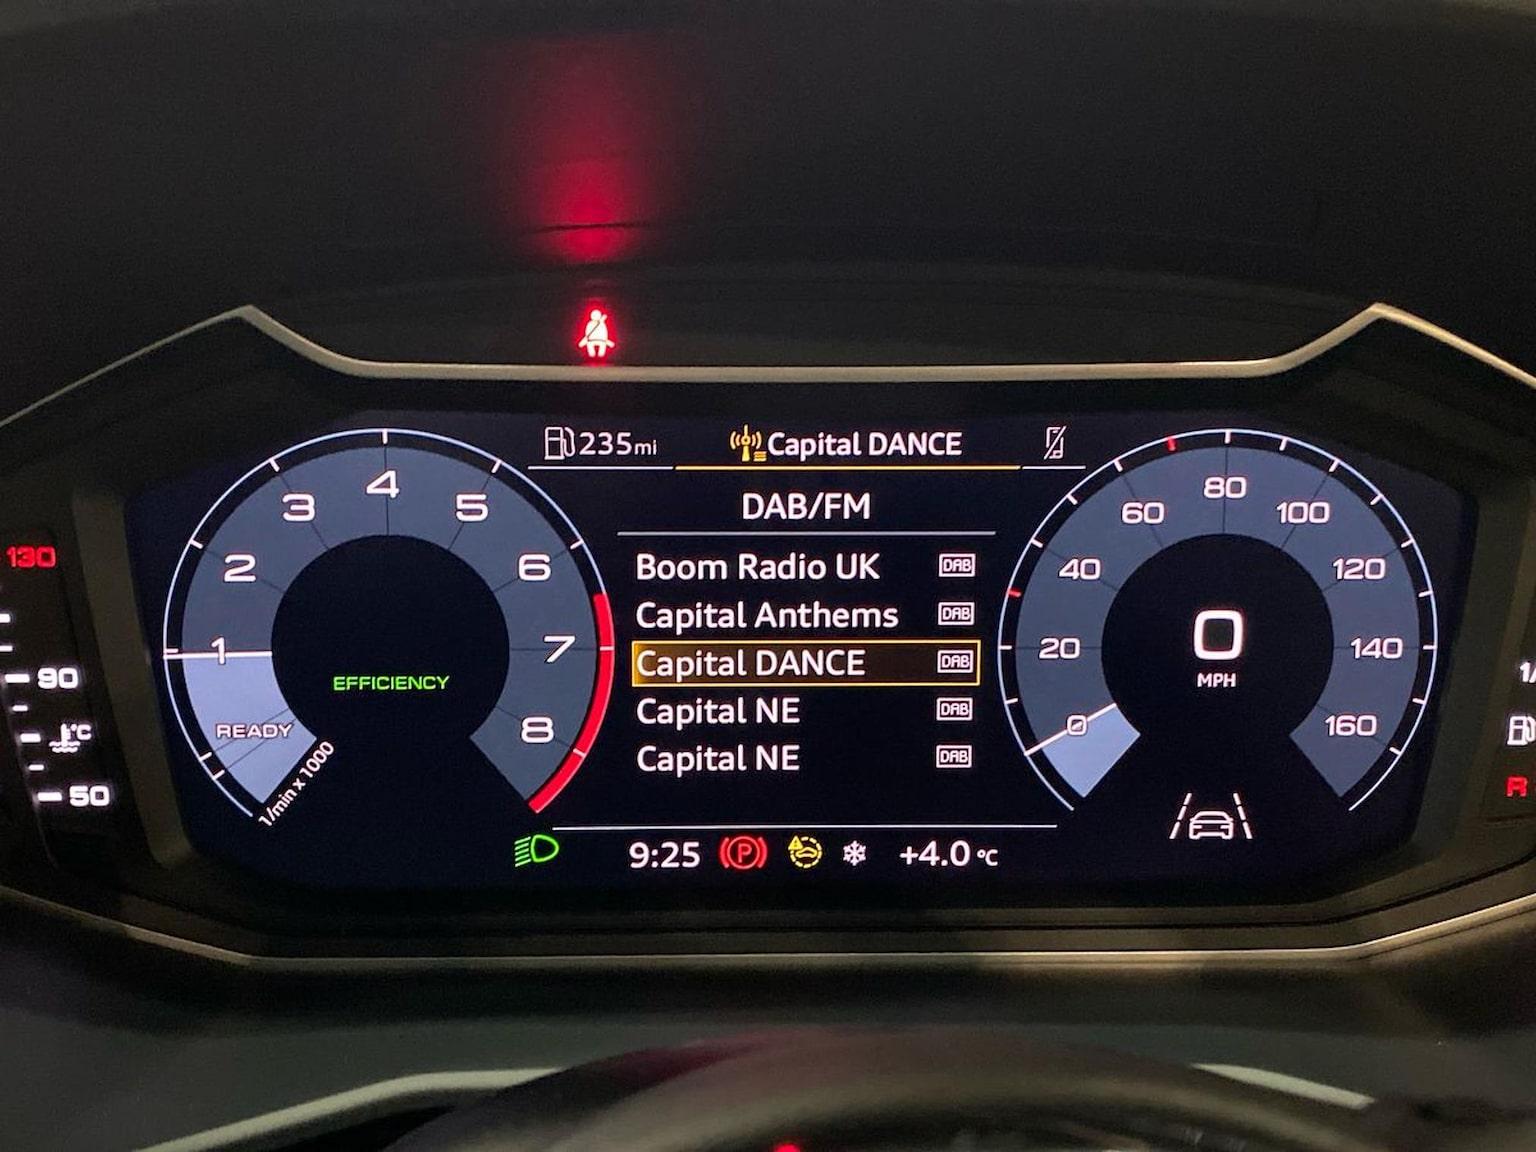 235mi
Capital DANCE
DAB/FM
Boom Radio UK DAB
Capital Anthems DAB
Capital DANCE DAB
Capital NE DAB
Capital NE DAB
9:25 P +4.0 °C
1 2 3 4 5 6 7 8
READY
EFFICIENCY
1/min x 1000
0 20 40 60 80 100 120 140 160
0
MPH
130
90
°C
50
1/
R